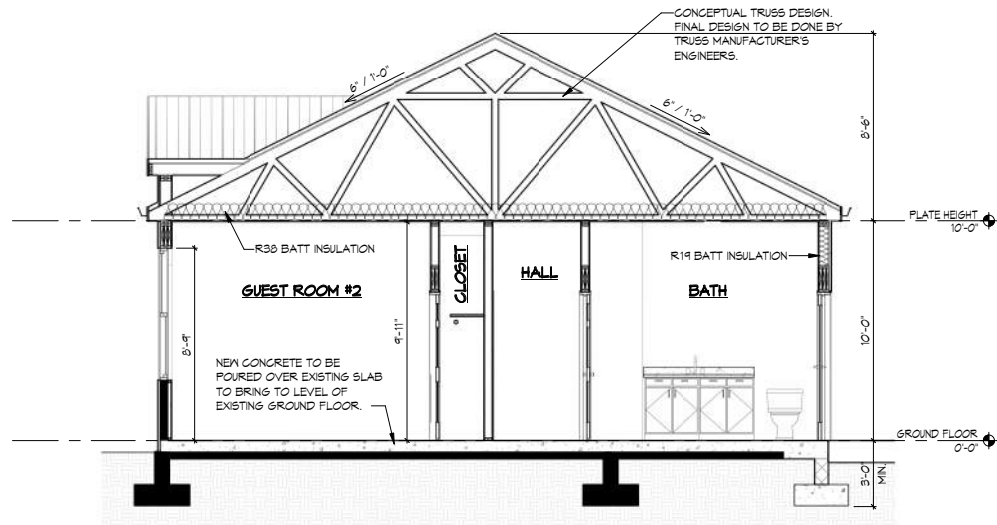 CONCEPTUAL TRUSS DESIGN.
FINAL DESIGN TO BE DONE BY
TRUSS MANUFACTURER'S
ENGINEERS.
6" / 1'-0"
6" / 1'-0"
8'-6"
PLATE HEIGHT
10'-0"
R38 BATT INSULATION
R19 BATT INSULATION
GUEST ROOM #2
CLOSET
HALL
BATH
8'-9"
9'-11"
10'-0"
NEW CONCRETE TO BE
POURED OVER EXISTING SLAB
TO BRING TO LEVEL OF
EXISTING GROUND FLOOR.
GROUND FLOOR
0'-0"
3'-0"
MIN.